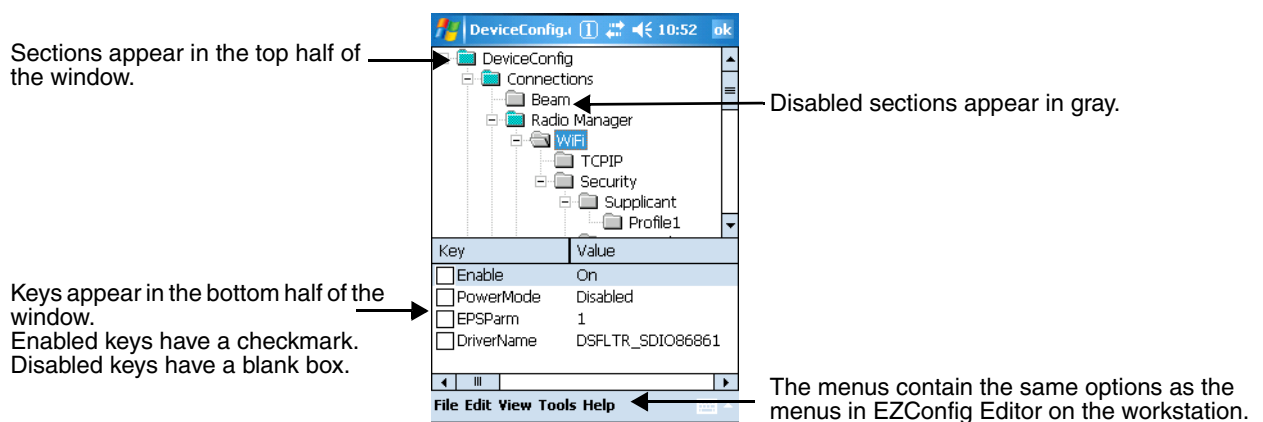 Sections appear in the top half of
the window.
DeviceConfig.
1
10:52
ok
DeviceConfig
Connections
Beam
Radio Manager
WiFi
TCPIP
Security
Supplicant
Profile1
Disabled sections appear in gray.
Key Value
Enable On
PowerMode Disabled
EPSParm 1
DriverName DSFLTR_SDIO86861
Keys appear in the bottom half of the
window.
Enabled keys have a checkmark.
Disabled keys have a blank box.
File Edit View Tools Help
The menus contain the same options as the
menus in EZConfig Editor on the workstation.